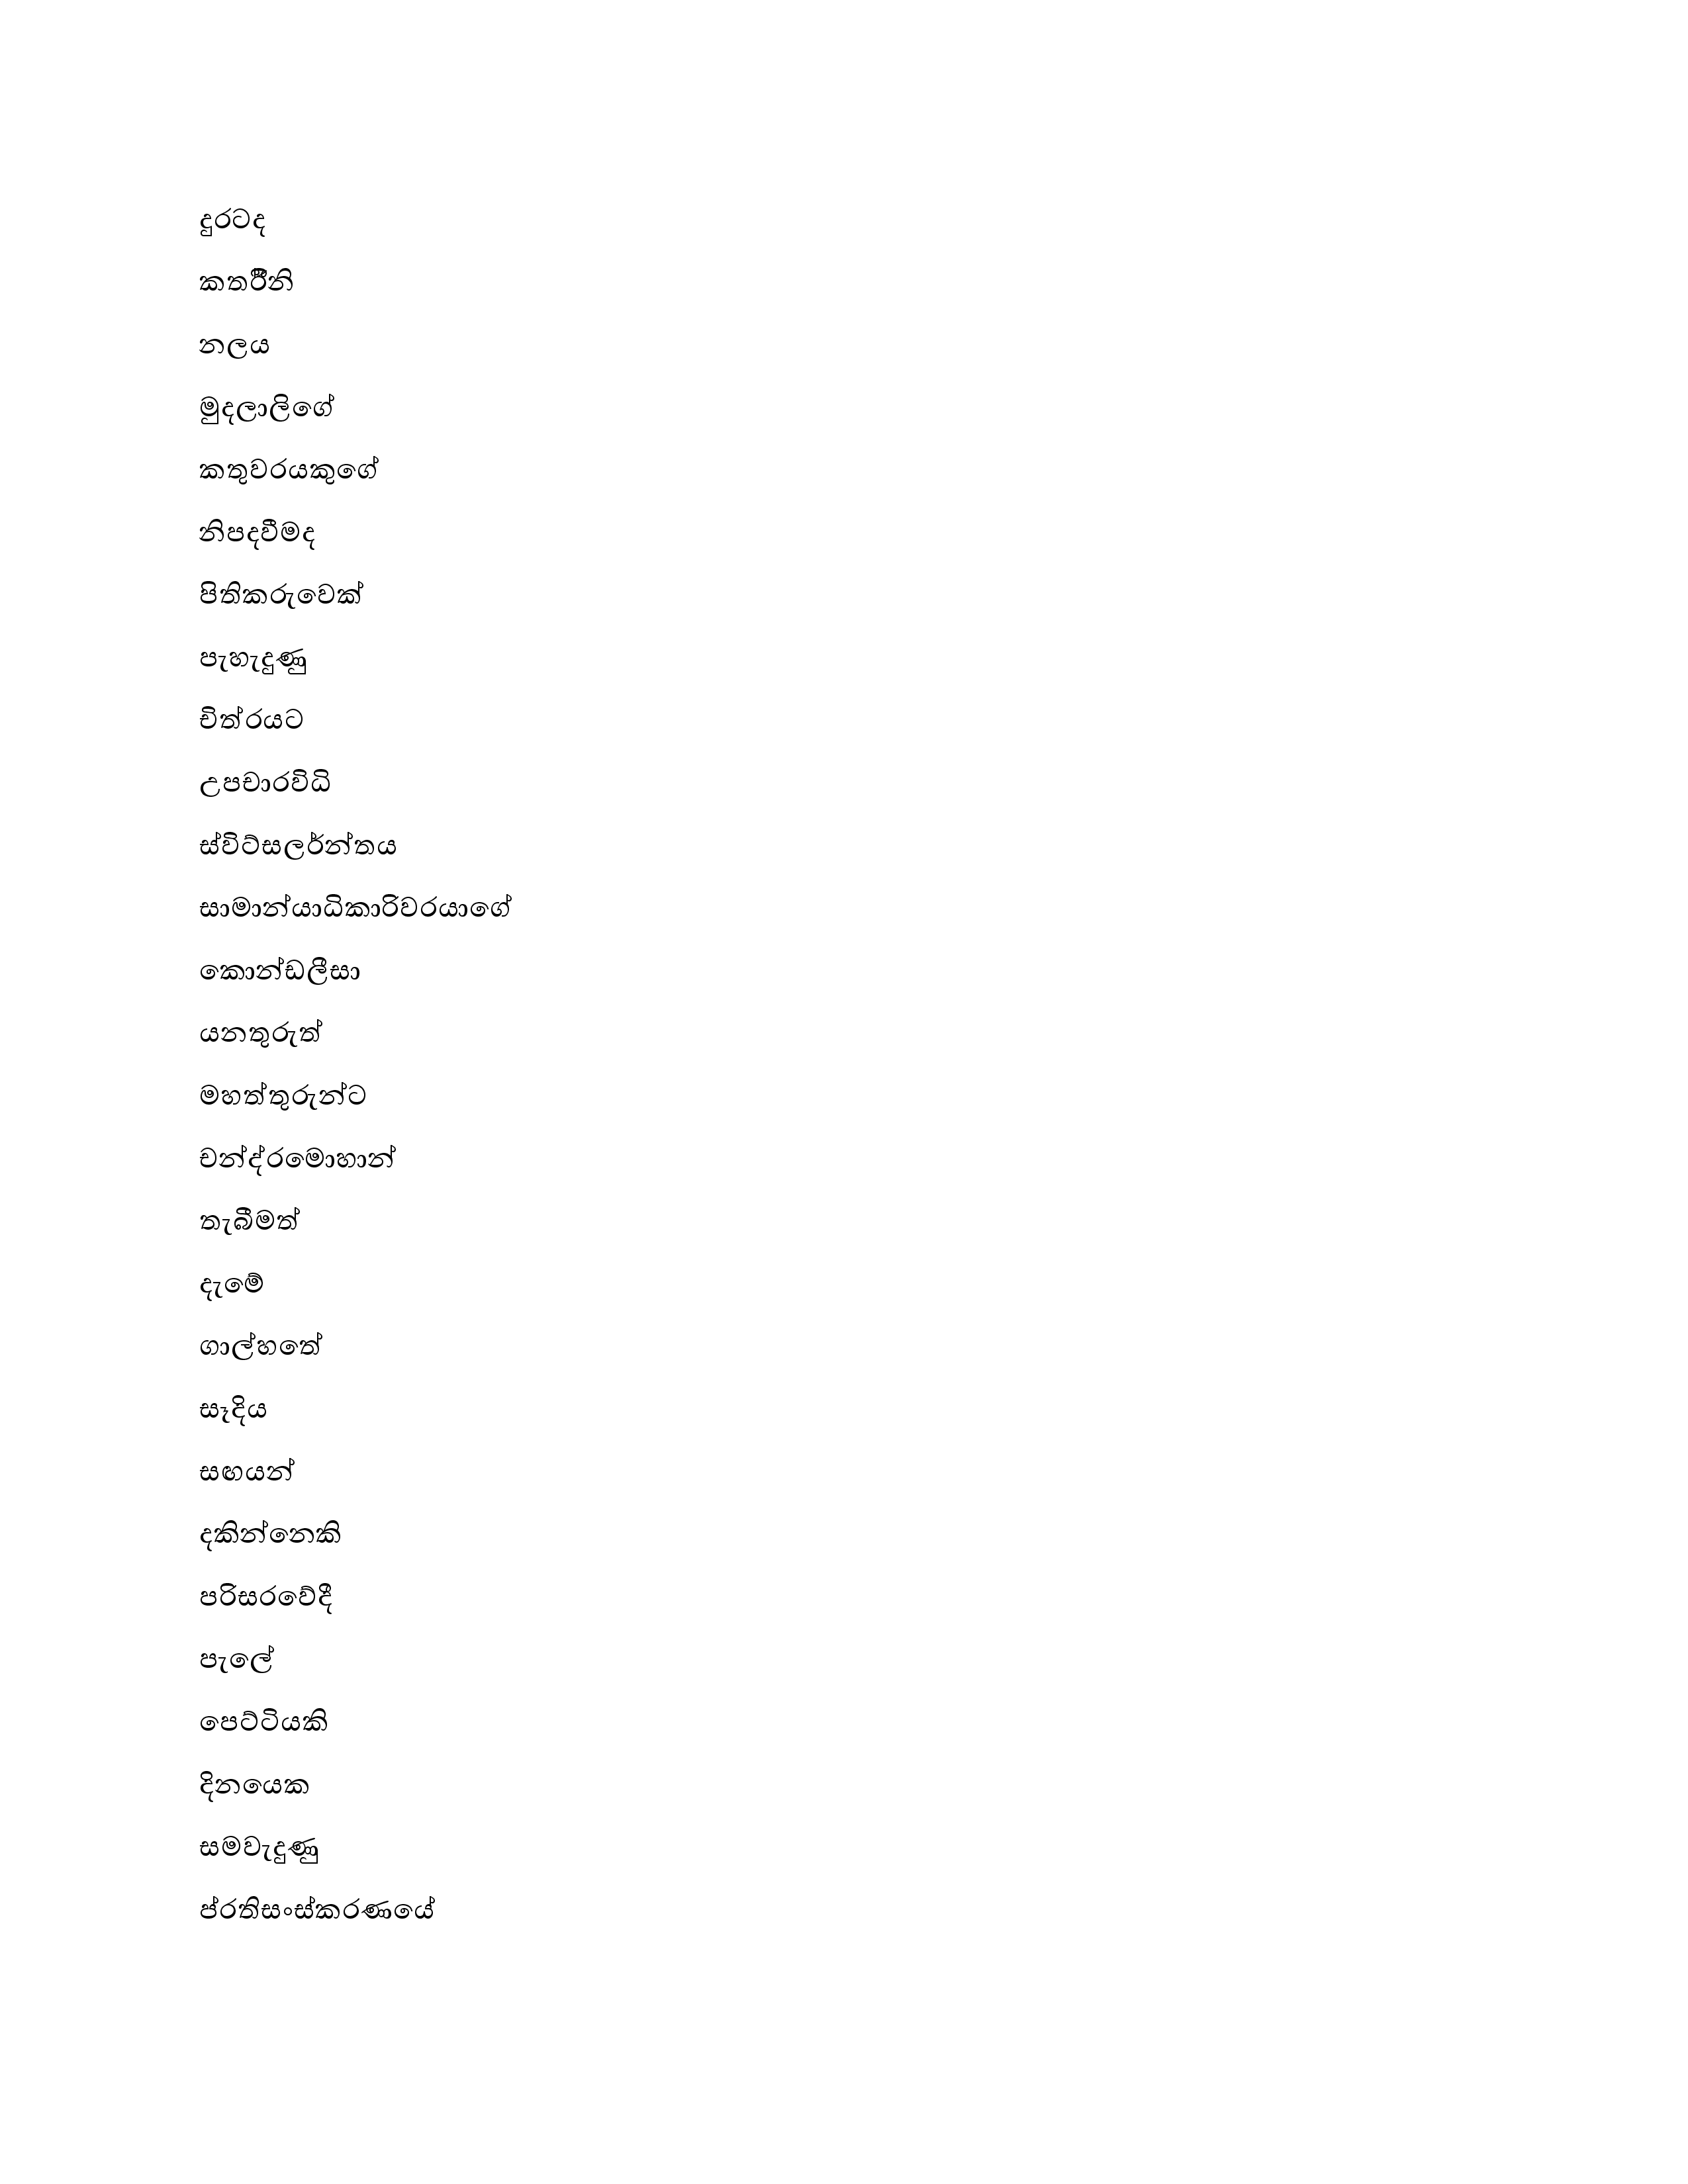 දුරටද
කතරීිනි
නලය
මුදලාලිගේ
කතුවරයකුගේ
නිපදවීමද
පිතිකරුවෙක්
පැහැදුණු
චිත්රයට
උපචාරවිධි
ස්විට්සලර්න්තය
සාමාන්යාධිකාරිවරයාගේ
කොන්ඩලීසා
යනතුරුත්
මහත්තුරුන්ට
චන්ද්රමොහාන්
තැබීමත්
දැමේ
ගාල්හතේ
සෑදිය
සඟයන්
දකින්නෙකි
පරිසරවේදී
පැලේ
පෙට්ටියකි
දිනයෙක
සමවැදුණු
ප්රතිසංස්කරණයේ